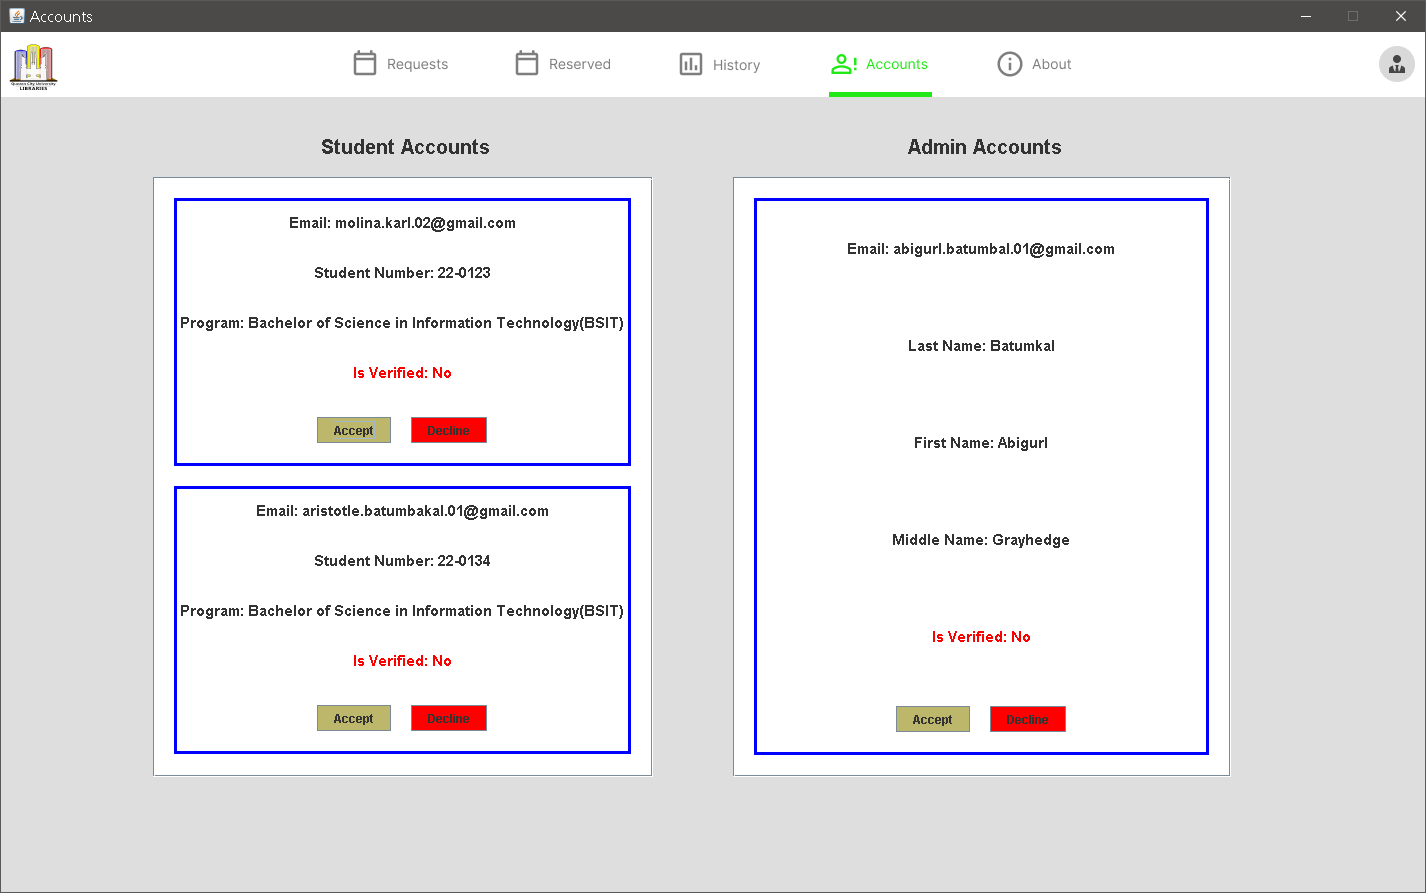 Accounts
Quezon City University
LIBRARIES
Requests
Reserved
History
Accounts
About
Student Accounts
Email: molina.karl.02@gmail.com
Student Number: 22-0123
Program: Bachelor of Science in Information Technology(BSIT)
Is Verified: No
Accept
Decline
Email: aristotle.batumbakal.01@gmail.com
Student Number: 22-0134
Program: Bachelor of Science in Information Technology(BSIT)
Is Verified: No
Accept
Decline
Admin Accounts
Email: abigurl.batumbal.01@gmail.com
Last Name: Batumkal
First Name: Abigurl
Middle Name: Grayhedge
Is Verified: No
Accept
Decline